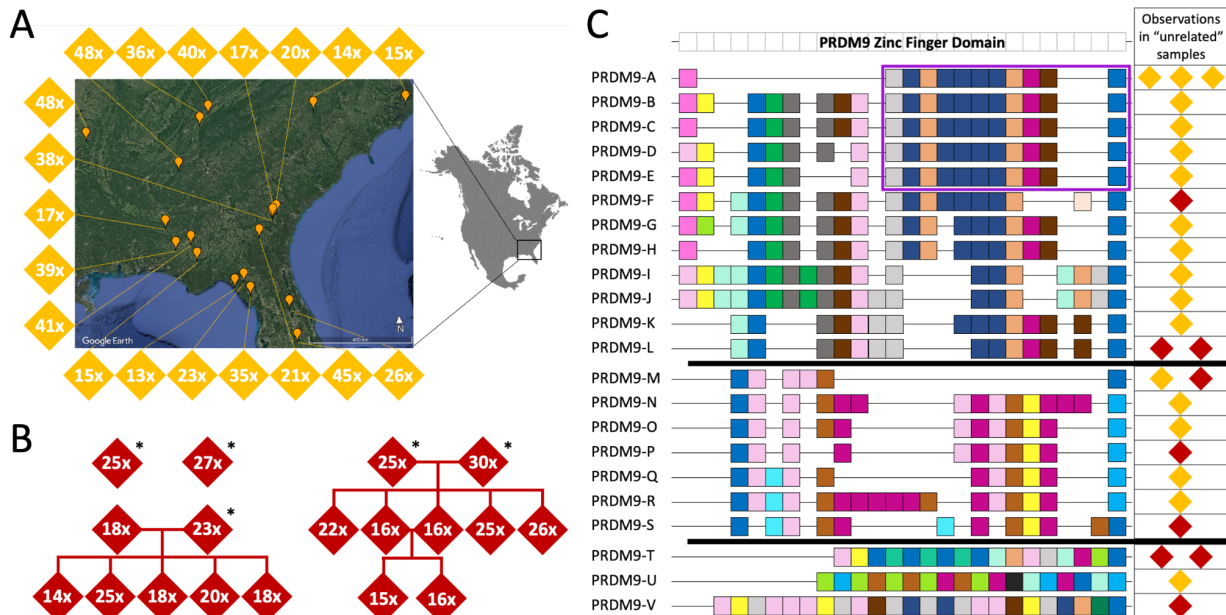 A
48x 36x 40x 17x 20x 14x 15x
48x
38x
17x
39x
41x
Google Earth
N
400 km
15x 13x 23x 35x 21x 45x 26x
B
25x * 27x *
18x 23x *
14x 25x 18x 20x 18x
25x * 30x *
22x 16x 16x 25x 26x
15x 16x
C
PRDM9 Zinc Finger Domain
Observations
in "unrelated"
samples
PRDM9-A
PRDM9-B
PRDM9-C
PRDM9-D
PRDM9-E
PRDM9-F
PRDM9-G
PRDM9-H
PRDM9-I
PRDM9-J
PRDM9-K
PRDM9-L
PRDM9-M
PRDM9-N
PRDM9-O
PRDM9-P
PRDM9-Q
PRDM9-R
PRDM9-S
PRDM9-T
PRDM9-U
PRDM9-V